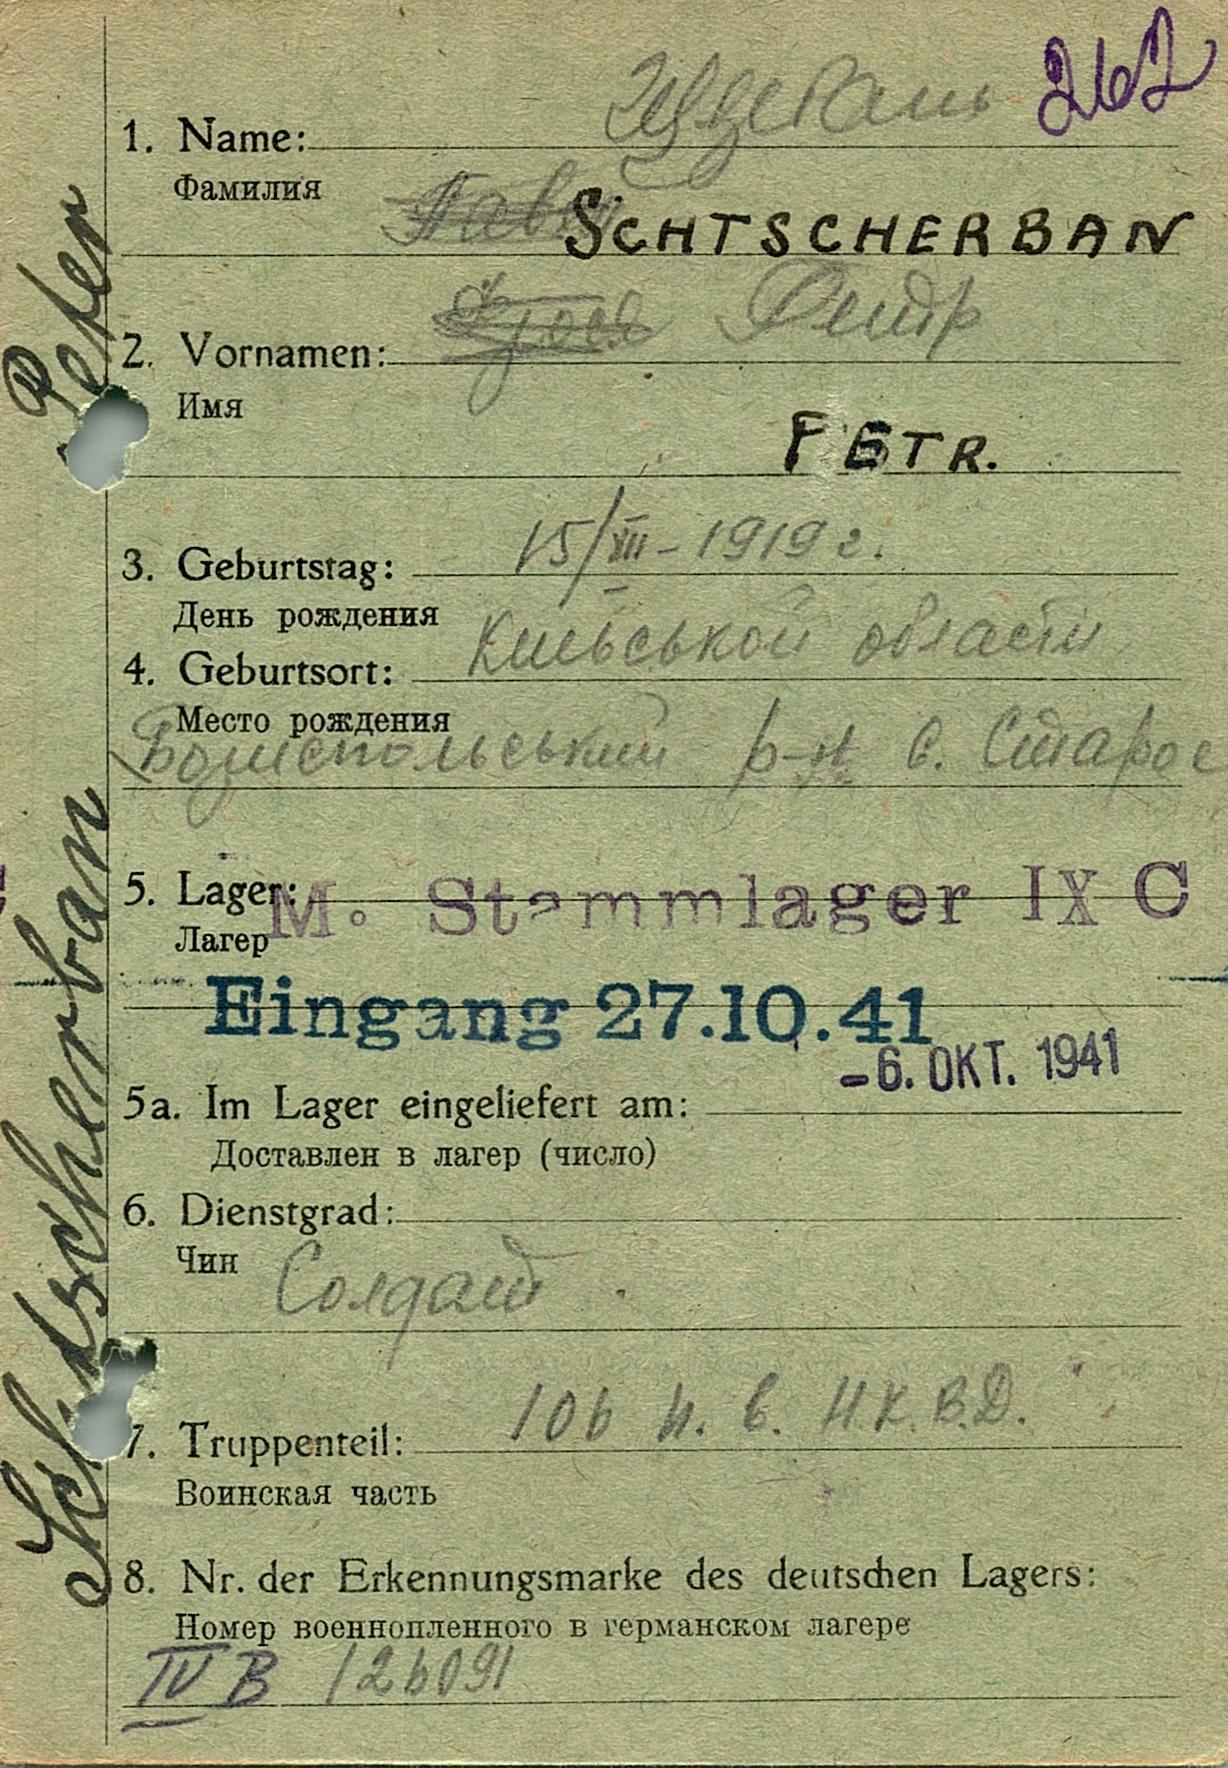 262
1. Name:
Фамилия
SCHTSCHERBAN
2. Vornamen: Петр
Имя
PETR.
3. Geburtstag: 15/XII-1919 г.
День рождения
4. Geburtsort: Киевськой области
Место рождения
р-н с. Старое
5. Lager: M. Stammlager IX C
Лагер
Eingang 27.10.41
-6. OKT. 1941
5a. Im Lager eingeliefert am:
Доставлен в лагер (число)
6. Dienstgrad:
Чин Солдат
106 п. в. Н.К.В.Д.
7. Truppenteil:
Воинская часть
8. Nr. der Erkennungsmarke des deutschen Lagers:
Номер военнопленного в германском лагере
IV B 126091
Schtscherban Peter